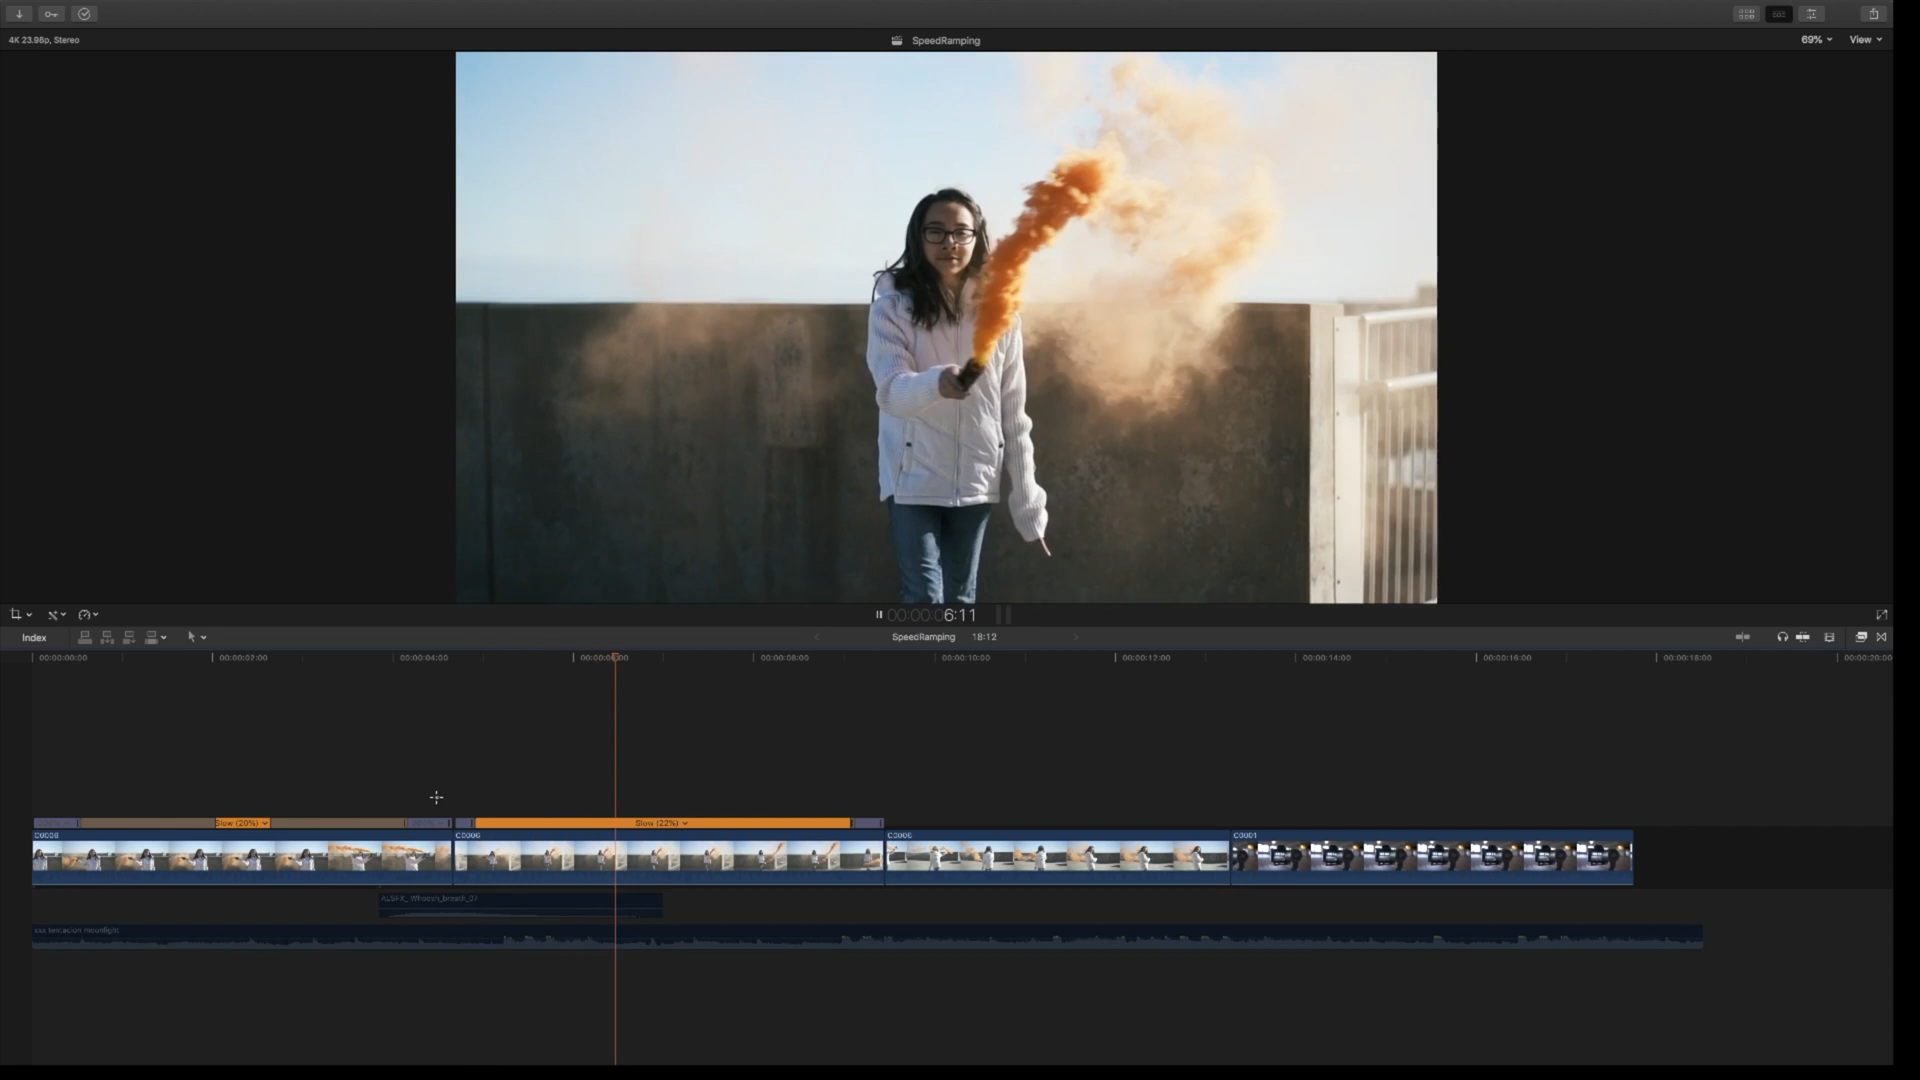 4K 23.98p, Stereo
SpeedRamping
69%
View
00:00:06:11
Index
SpeedRamping
18:12
00:00:00:00
00:00:02:00
00:00:04:00
00:00:06:00
00:00:08:00
00:00:10:00
00:00:12:00
00:00:14:00
00:00:16:00
00:00:18:00
00:00:20:00
Slow (20%)
Slow (22%)
C0006
C0006
C0006
C0001
ALSFX_ Whoosh_breath_07
xxx tentacion moonlight